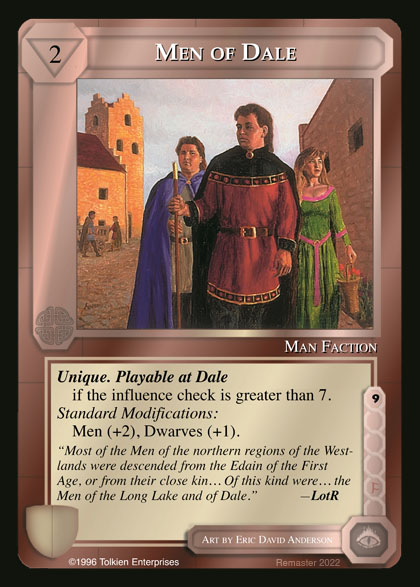 2
Men of Dale
Man Faction
Unique. Playable at Dale
if the influence check is greater than 7.
Standard Modifications:
Men (+2), Dwarves (+1).
“Most of the Men of the northern regions of the West-
lands were descended from the Edain of the First
Age, or from their close kin… Of this kind were… the
Men of the Long Lake and of Dale.” —LotR
9
F
Art by Eric David Anderson
©1996 Tolkien Enterprises
Remaster 2022